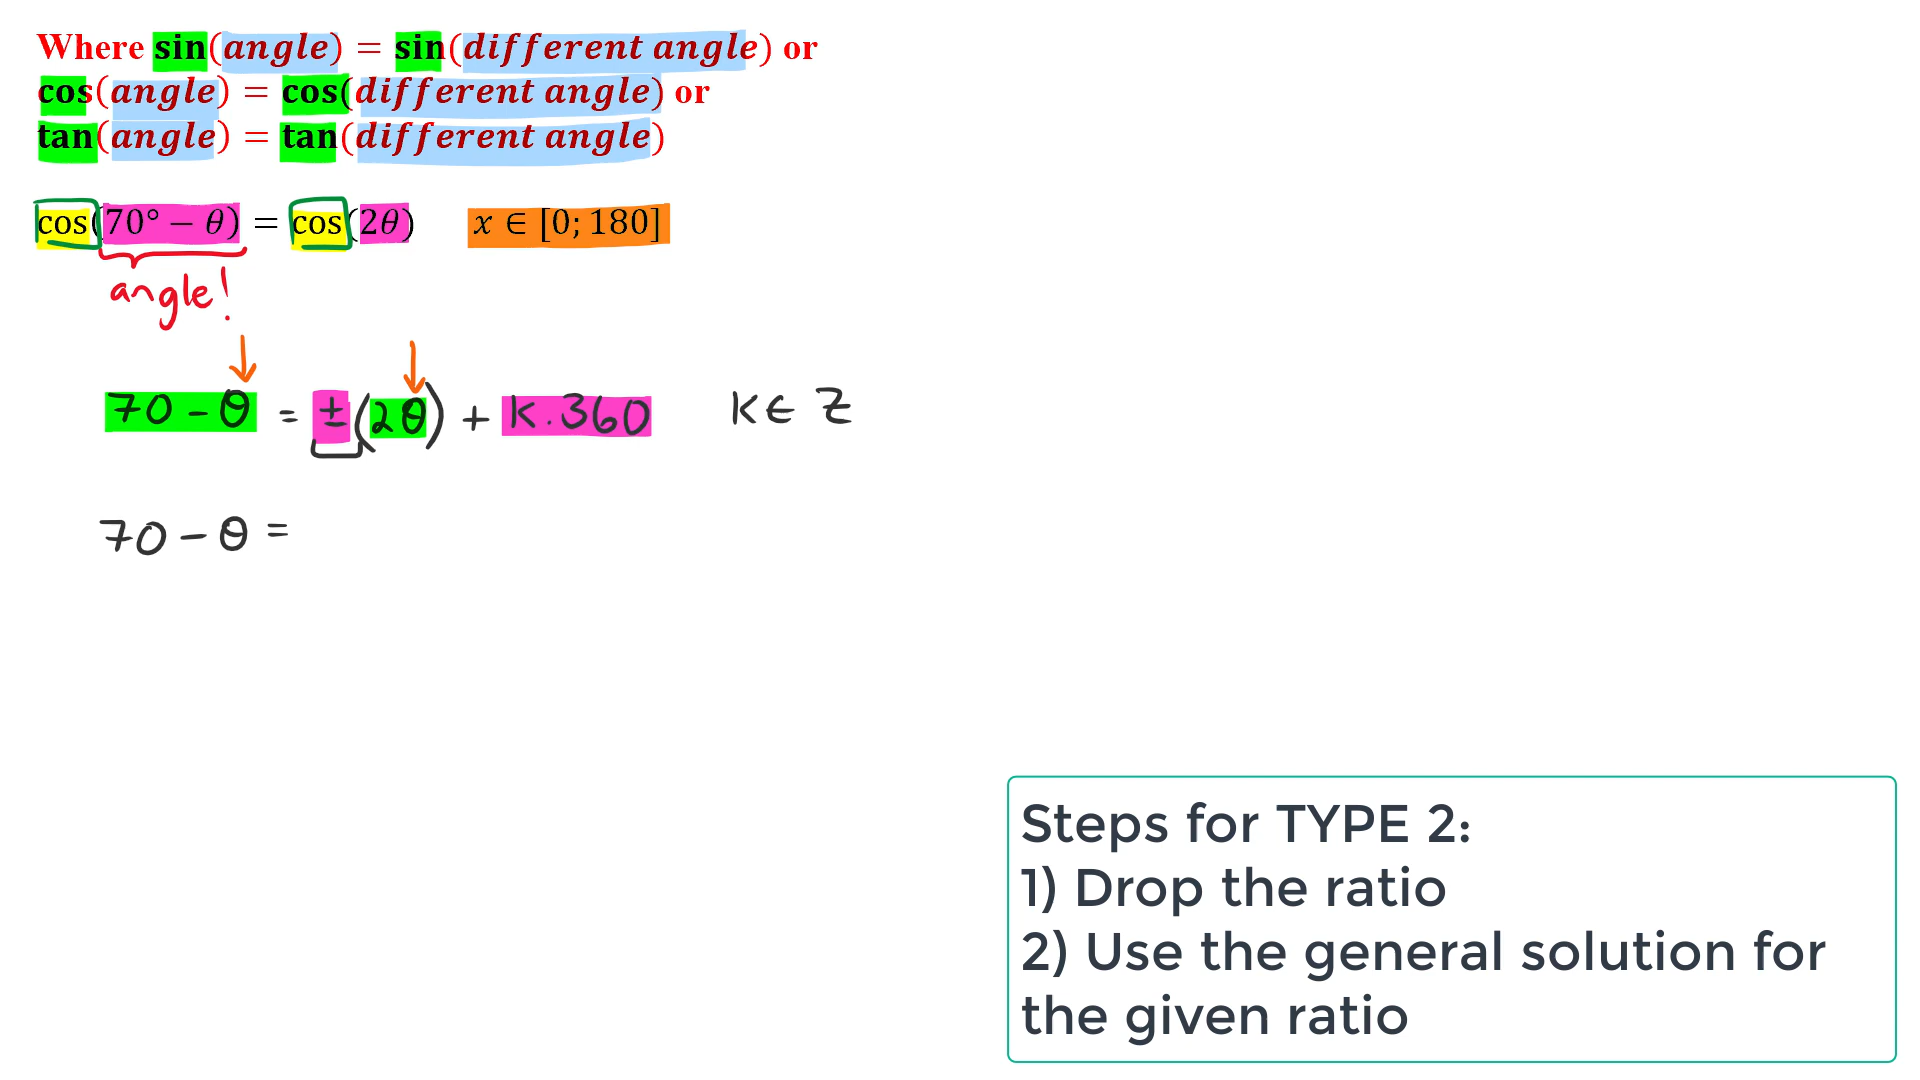 Where sin(angle) = sin(different angle) or
cos(angle) = cos(different angle) or
tan(angle) = tan(different angle)
cos(70° − θ) = cos(2θ) x ∈ [0; 180]
angle!
70 − θ = ±(2θ) + K.360 K ∈ Z
70 − θ =
Steps for TYPE 2:
1) Drop the ratio
2) Use the general solution for
the given ratio